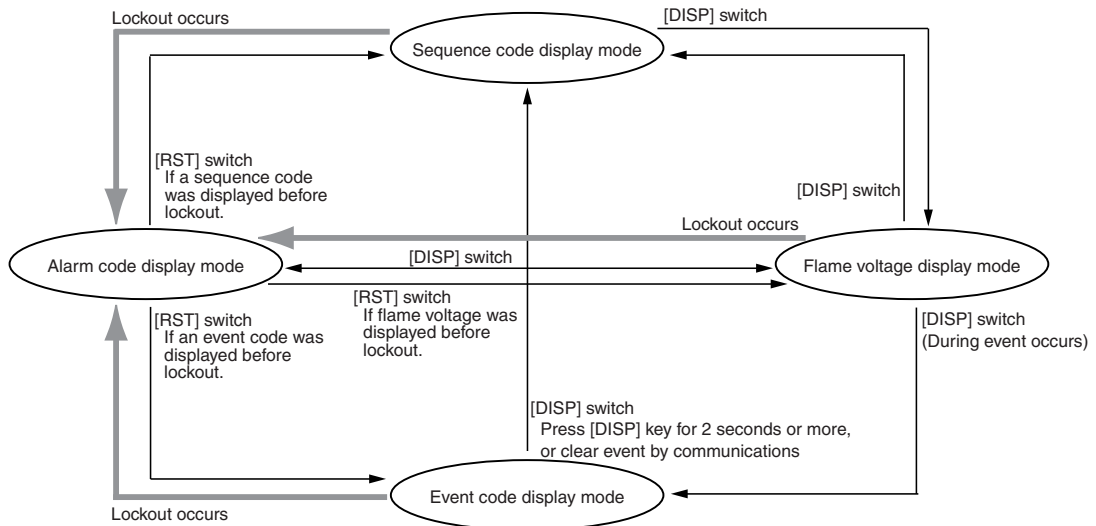 Lockout occurs
[DISP] switch
Sequence code display mode
[RST] switch
If a sequence code
was displayed before
lockout.
[DISP] switch
Lockout occurs
Alarm code display mode
[DISP] switch
Flame voltage display mode
[RST] switch
If an event code was
displayed before
lockout.
[RST] switch
If flame voltage was
displayed before
lockout.
[DISP] switch
(During event occurs)
[DISP] switch
Press [DISP] key for 2 seconds or more,
or clear event by communications
Event code display mode
Lockout occurs